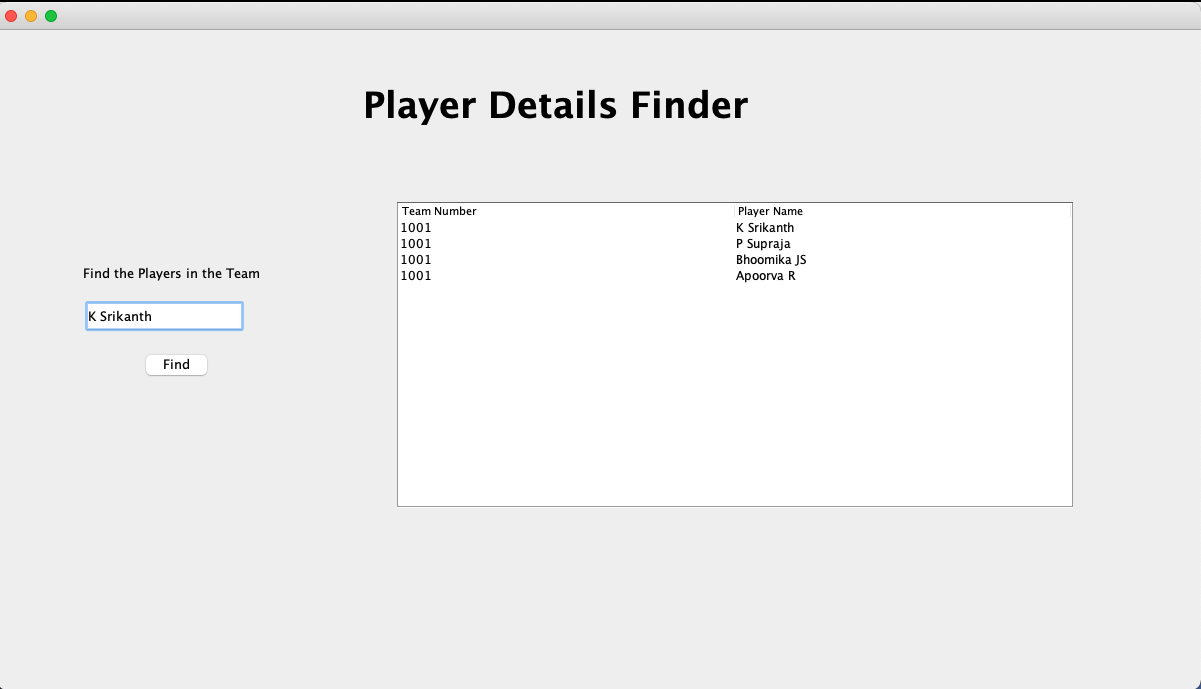 Player Details Finder
Team Number Player Name
1001 K Srikanth
1001 P Supraja
1001 Bhoomika JS
1001 Apoorva R
Find the Players in the Team
K Srikanth
Find